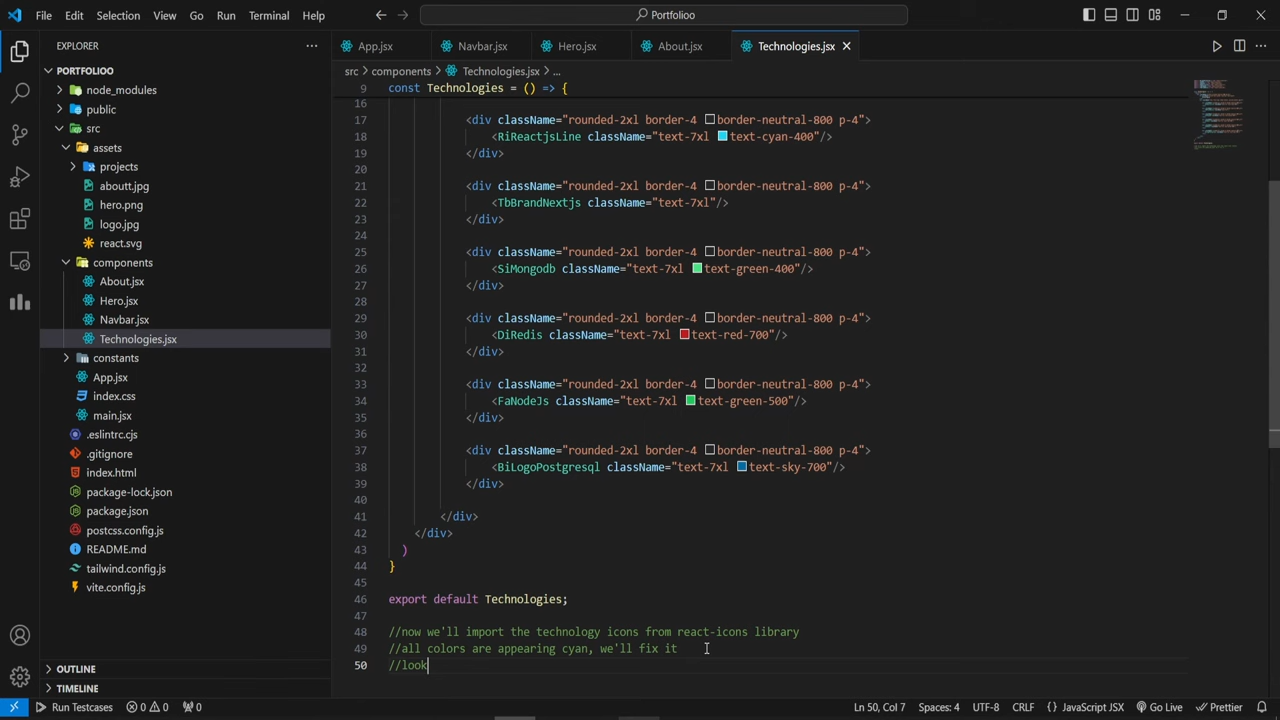 File Edit Selection View Go Run Terminal Help
Portfolioo
EXPLORER
App.jsx Navbar.jsx Hero.jsx About.jsx Technologies.jsx
PORTFOLIOO
node_modules
public
src
assets
projects
aboutt.jpg
hero.png
logo.jpg
react.svg
components
About.jsx
Hero.jsx
Navbar.jsx
Technologies.jsx
constants
App.jsx
index.css
main.jsx
.eslintrc.cjs
.gitignore
index.html
package-lock.json
package.json
postcss.config.js
README.md
tailwind.config.js
vite.config.js
OUTLINE
TIMELINE
src > components > Technologies.jsx > ...
9 const Technologies = () => {
16
17 <div className="rounded-2xl border-4 border-neutral-800 p-4">
18 <RiReactjsLine className="text-7xl text-cyan-400"/>
19 </div>
20
21 <div className="rounded-2xl border-4 border-neutral-800 p-4">
22 <TbBrandNextjs className="text-7xl"/>
23 </div>
24
25 <div className="rounded-2xl border-4 border-neutral-800 p-4">
26 <SiMongodb className="text-7xl text-green-400"/>
27 </div>
28
29 <div className="rounded-2xl border-4 border-neutral-800 p-4">
30 <DiRedis className="text-7xl text-red-700"/>
31 </div>
32
33 <div className="rounded-2xl border-4 border-neutral-800 p-4">
34 <FaNodeJs className="text-7xl text-green-500"/>
35 </div>
36
37 <div className="rounded-2xl border-4 border-neutral-800 p-4">
38 <BiLogoPostgresql className="text-7xl text-sky-700"/>
39 </div>
40
41 </div>
42 </div>
43 )
44 }
45
46 export default Technologies;
47
48 //now we'll import the technology icons from react-icons library
49 //all colors are appearing cyan, we'll fix it
50 //look
Run Testcases 0 0 0 Ln 50, Col 7 Spaces: 4 UTF-8 CRLF {} JavaScript JSX Go Live Prettier